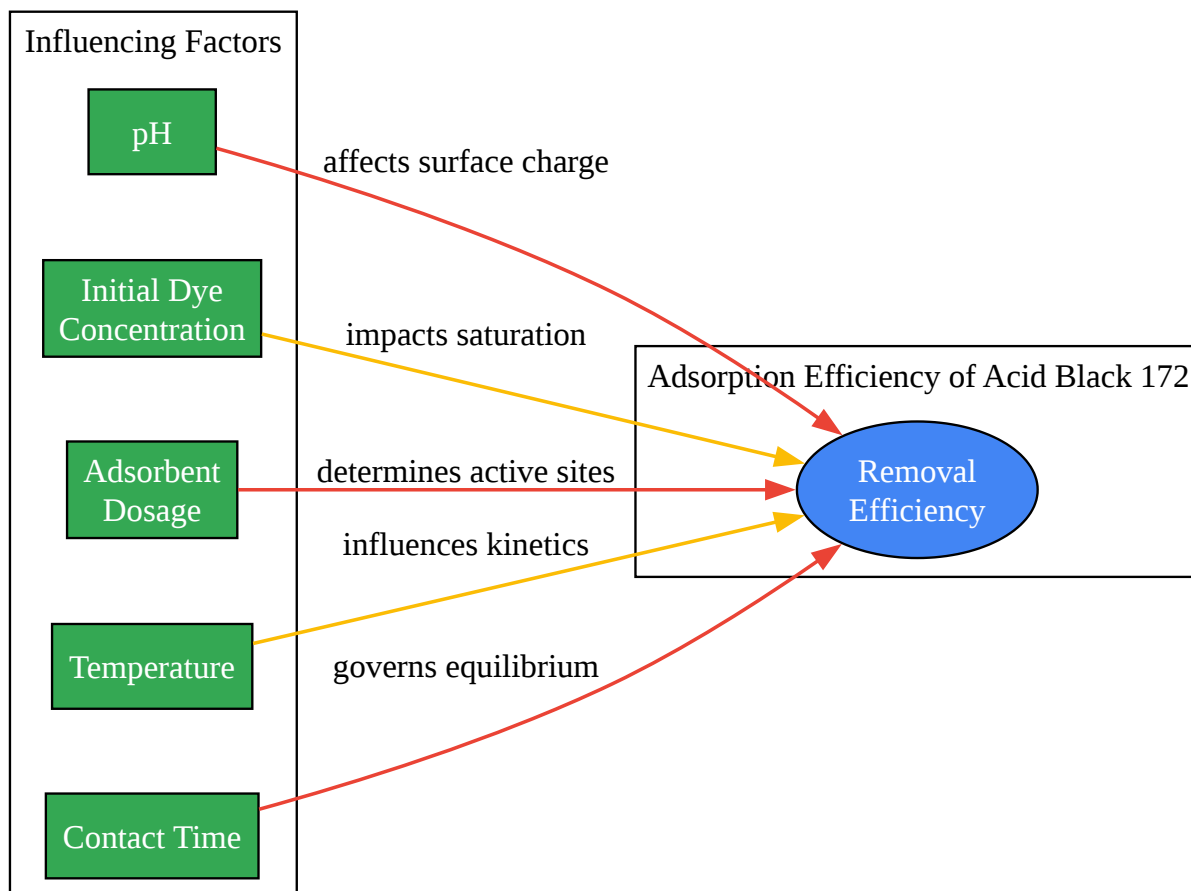 Influencing Factors
pH
affects surface charge
Initial Dye
Concentration
impacts saturation
Adsorption Efficiency of Acid Black 172
Adsorbent
Dosage
determines active sites
Removal
Efficiency
influences kinetics
Temperature
governs equilibrium
Contact Time